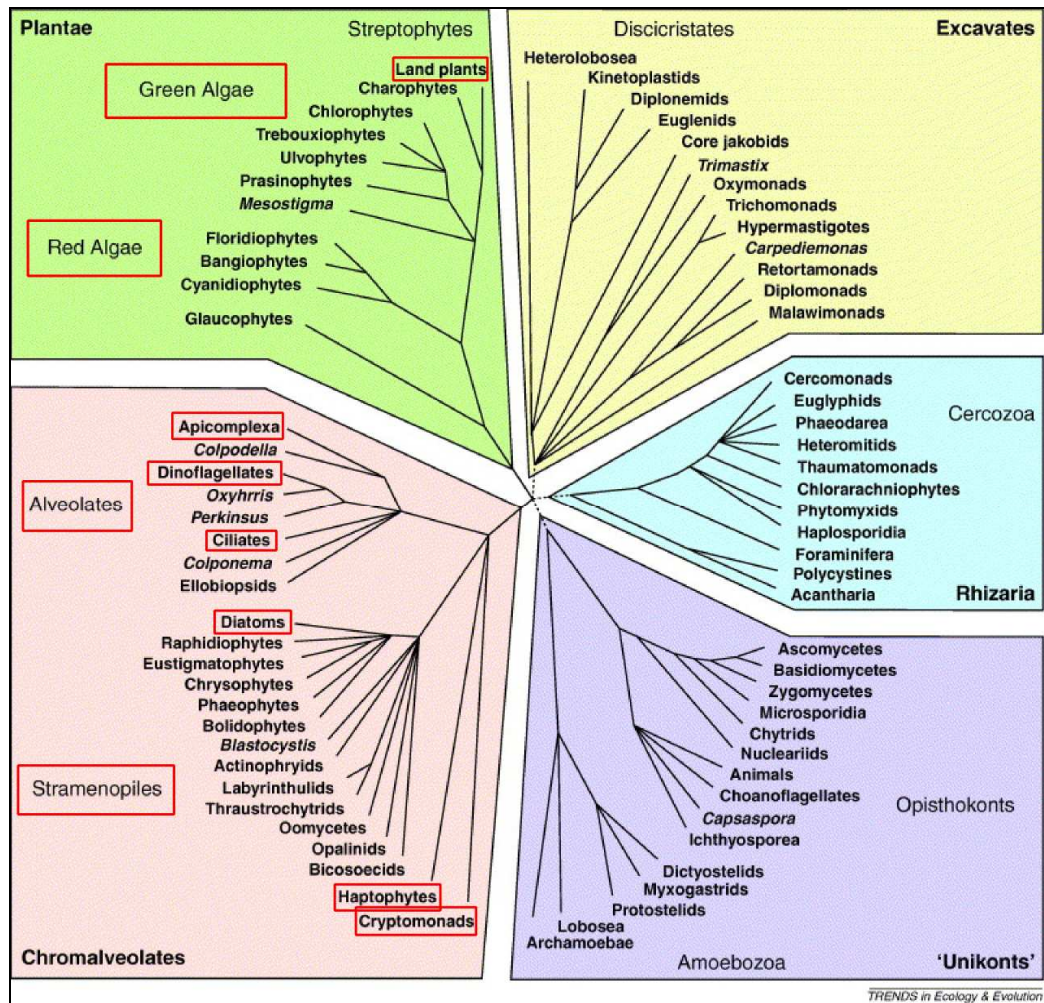 Plantae
Streptophytes
Green Algae
Land plants
Charophytes
Chlorophytes
Trebouxiophytes
Ulvophytes
Prasinophytes
Mesostigma
Red Algae
Floridiophytes
Bangiophytes
Cyanidiophytes
Glaucophytes
Discicristates
Excavates
Heterolobosea
Kinetoplastids
Diplonemids
Euglenids
Core jakobids
Trimastix
Oxymonads
Trichomonads
Hypermastigotes
Carpediemonas
Retortamonads
Diplomonads
Malawimonads
Cercomonads
Euglyphids
Cercozoa
Phaeodarea
Heteromitids
Thaumatomonads
Chlorarachniophytes
Phytomyxids
Haplosporidia
Foraminifera
Polycystines
Acantharia
Rhizaria
Apicomplexa
Colpodella
Dinoflagellates
Alveolates
Oxyhrris
Perkinsus
Ciliates
Colponema
Ellobiopsids
Diatoms
Raphidiophytes
Eustigmatophytes
Chrysophytes
Phaeophytes
Bolidophytes
Blastocystis
Actinophryids
Stramenopiles
Labyrinthulids
Thraustrochytrids
Oomycetes
Opalinids
Bicosoecids
Haptophytes
Cryptomonads
Chromalveolates
Ascomycetes
Basidiomycetes
Zygomycetes
Microsporidia
Chytrids
Nucleariids
Animals
Choanoflagellates
Opisthokonts
Capsaspora
Ichthyosporea
Dictyostelids
Myxogastrids
Protostelids
Lobosea
Archamoebae
Amoebozoa
'Unikonts'
TRENDS in Ecology & Evolution